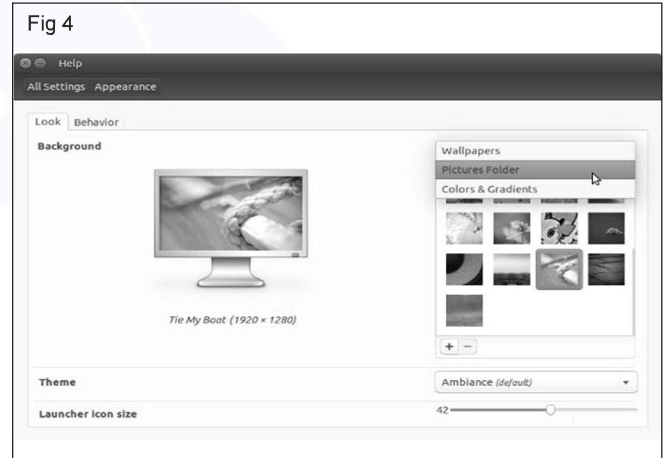 Fig 4
Help
All Settings Appearance
Look Behavior
Background
Wallpapers
Pictures Folder
Colors & Gradients
Tie My Boat (1920 × 1280)
+ −
Theme
Ambiance (default)
Launcher icon size
42